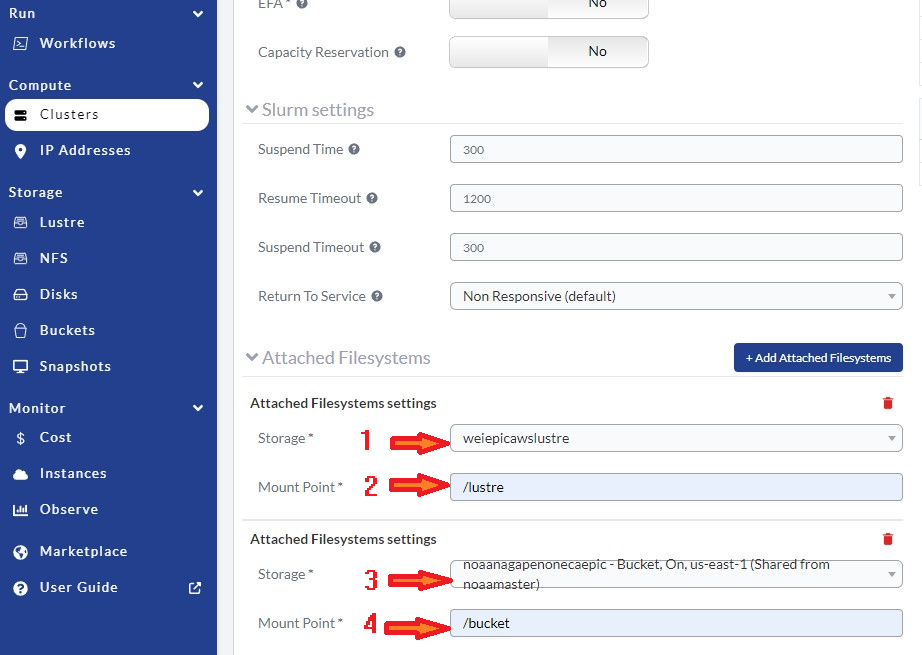 Run
Workflows
Compute
Clusters
IP Addresses
Storage
Lustre
NFS
Disks
Buckets
Snapshots
Monitor
$ Cost
Instances
Observe
Marketplace
User Guide
EFA *
No
Capacity Reservation
No
Slurm settings
Suspend Time
300
Resume Timeout
1200
Suspend Timeout
300
Return To Service
Non Responsive (default)
Attached Filesystems
+ Add Attached Filesystems
Attached Filesystems settings
Storage *
1
weiepicawslustre
Mount Point *
2
/lustre
Attached Filesystems settings
Storage *
3
noaanagapenonecaepic - Bucket, On, us-east-1 (Shared from
noaamaster)
Mount Point *
4
/bucket